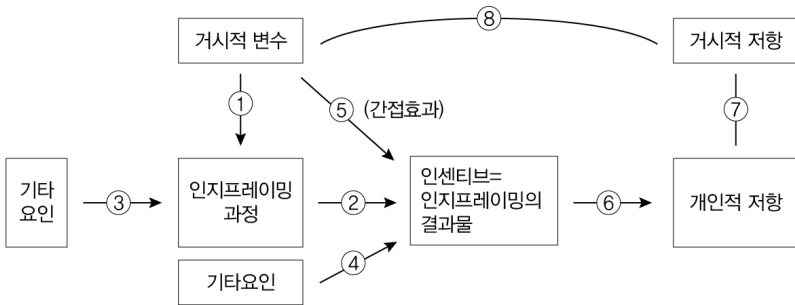 ⑧
거시적 변수
거시적 저항
①
⑤ (간접효과)
⑦
기타
요인
③
인지프레이밍
과정
②
인센티브=
인지프레이밍의
결과물
⑥
개인적 저항
④
기타요인